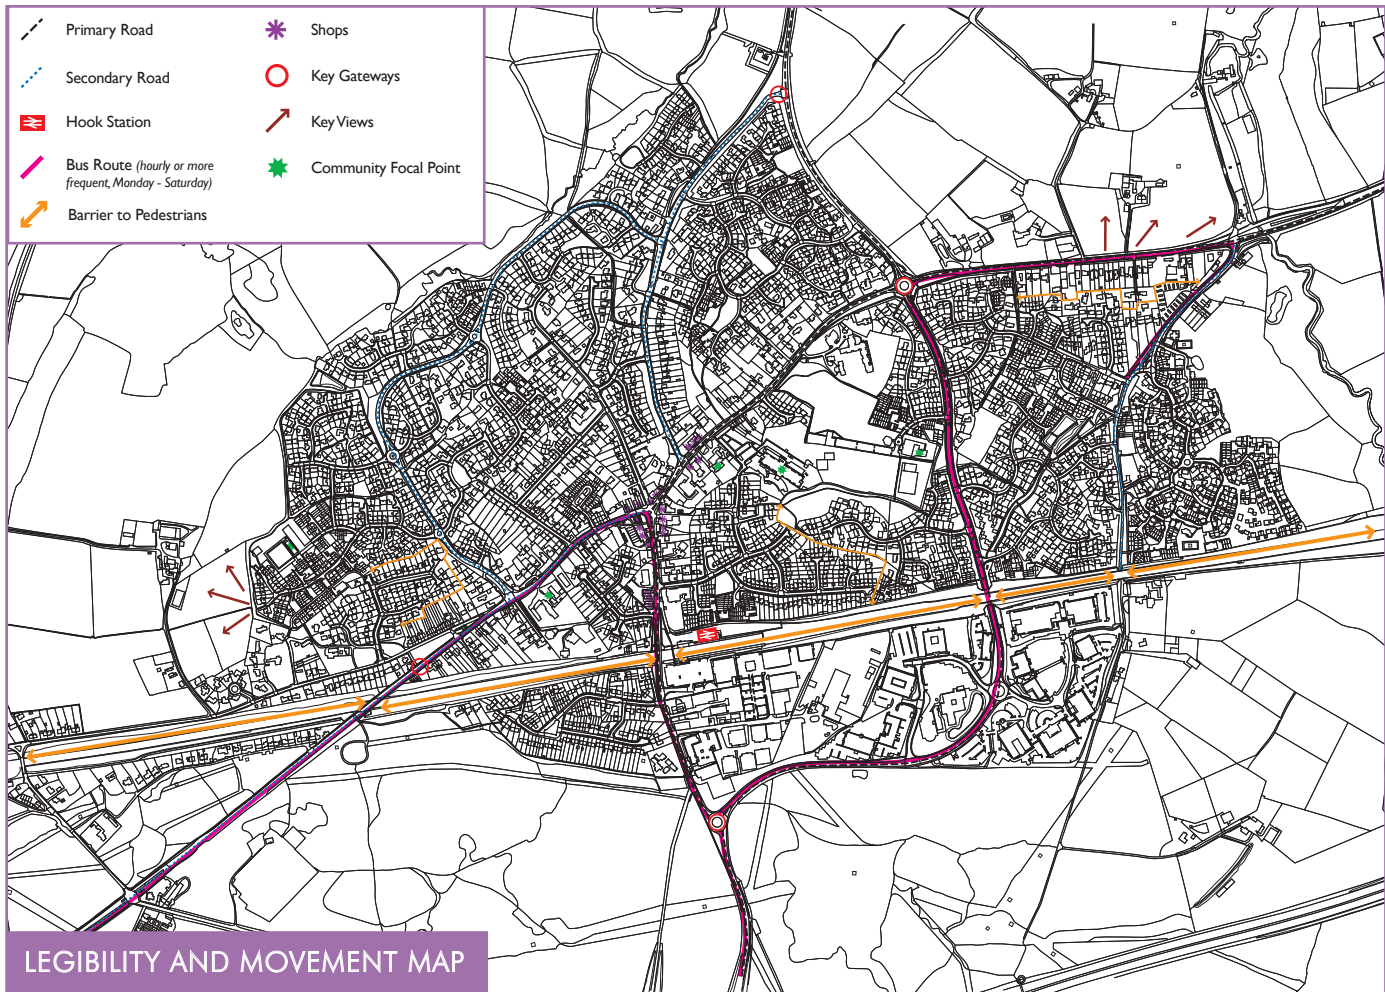 Primary Road
Shops
Secondary Road
Key Gateways
Hook Station
Key Views
Bus Route (hourly or more
frequent, Monday - Saturday)
Community Focal Point
Barrier to Pedestrians
LEGIBILITY AND MOVEMENT MAP